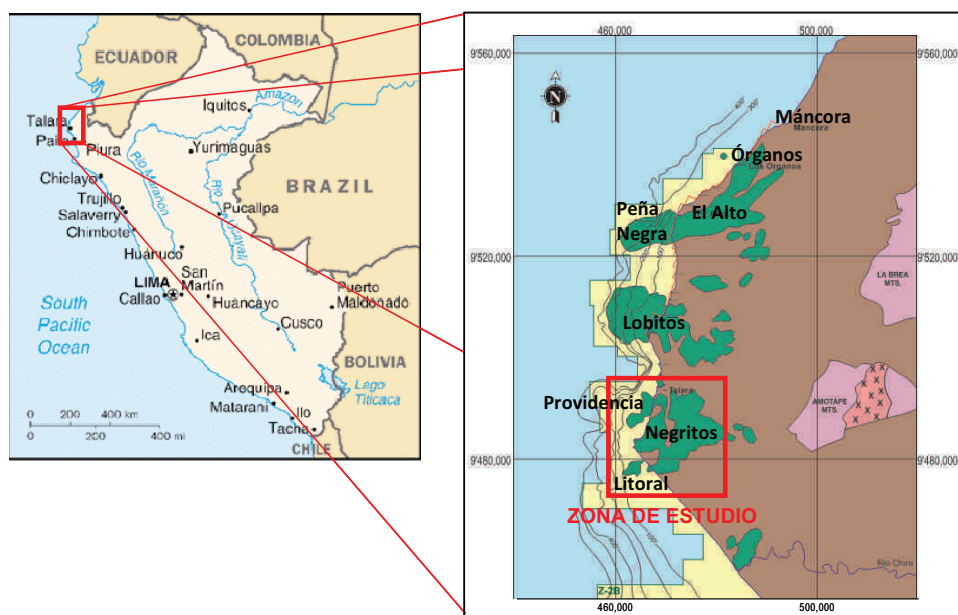 COLOMBIA
ECUADOR
Amazon
Iquitos
Talara
Paita
Piura
Yurimaguas
Río Marañón
Chiclayo
BRAZIL
Trujillo
Salaverry
Chimbote
Río Ucayali
Pucallpa
Huánuco
LIMA
San
Martín
Callao
Huancayo
Puerto
Maldonado
South
Pacific
Ocean
Cusco
Ica
BOLIVIA
Lago
Titicaca
Arequipa
Matarani
Ilo
Tacna
CHILE
0 200 400 km
0 200 400 mi
460,000
500,000
9'560,000
9'560,000
N
Máncora
Mancora
Órganos
Los Organos
Peña
Negra
El Alto
9'520,000
9'520,000
LA BREA
MTS.
Lobitos
Talara
Providencia
Negritos
AMOTAPE
MTS.
9'480,000
9'480,000
Litoral
ZONA DE ESTUDIO
Rio Chira
Z-2B
460,000
500,000